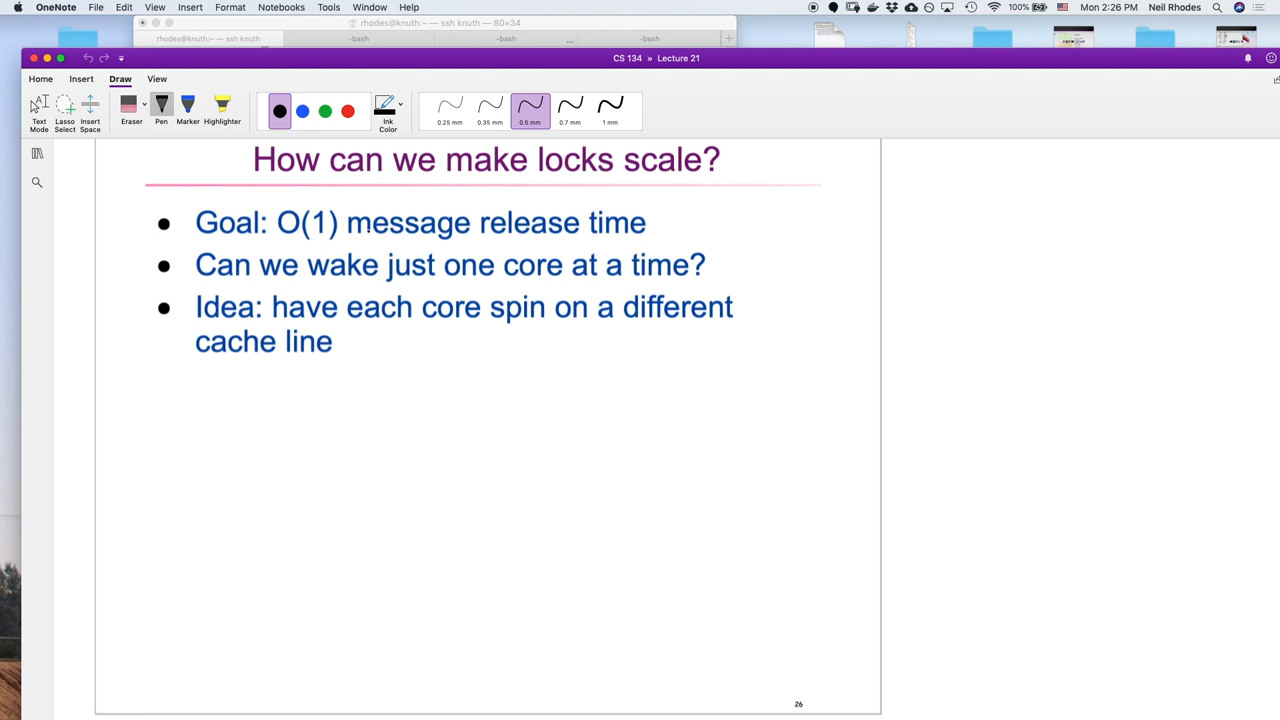 OneNote File Edit View Insert Format Notebooks Tools Window Help 100% Mon 2:26 PM Neil Rhodes
rhodes@knuth:~ — ssh knuth — 80×34
rhodes@knuth:~ — ssh knuth -bash -bash ... -bash
CS 134 » Lecture 21
Home Insert Draw View
Text Mode Lasso Select Insert Space Eraser Pen Marker Highlighter Ink Color 0.25 mm 0.35 mm 0.5 mm 0.7 mm 1 mm
How can we make locks scale?
● Goal: O(1) message release time
● Can we wake just one core at a time?
● Idea: have each core spin on a different
cache line
26